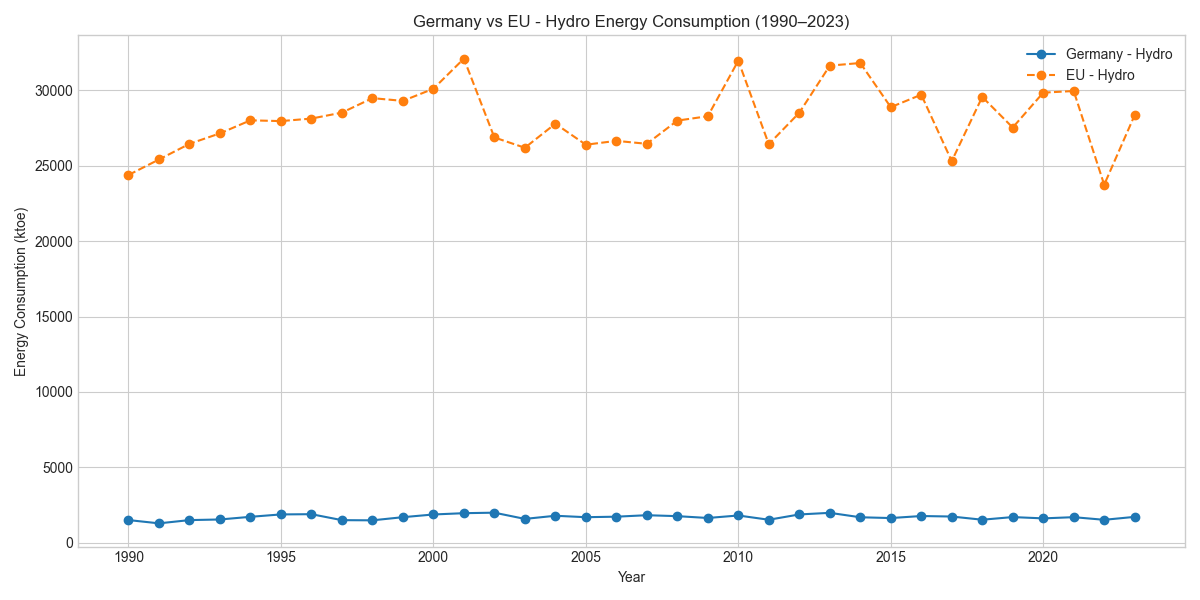 Germany vs EU - Hydro Energy Consumption (1990–2023)
Germany - Hydro
EU - Hydro
Energy Consumption (ktoe)
30000
25000
20000
15000
10000
5000
0
1990 1995 2000 2005 2010 2015 2020
Year